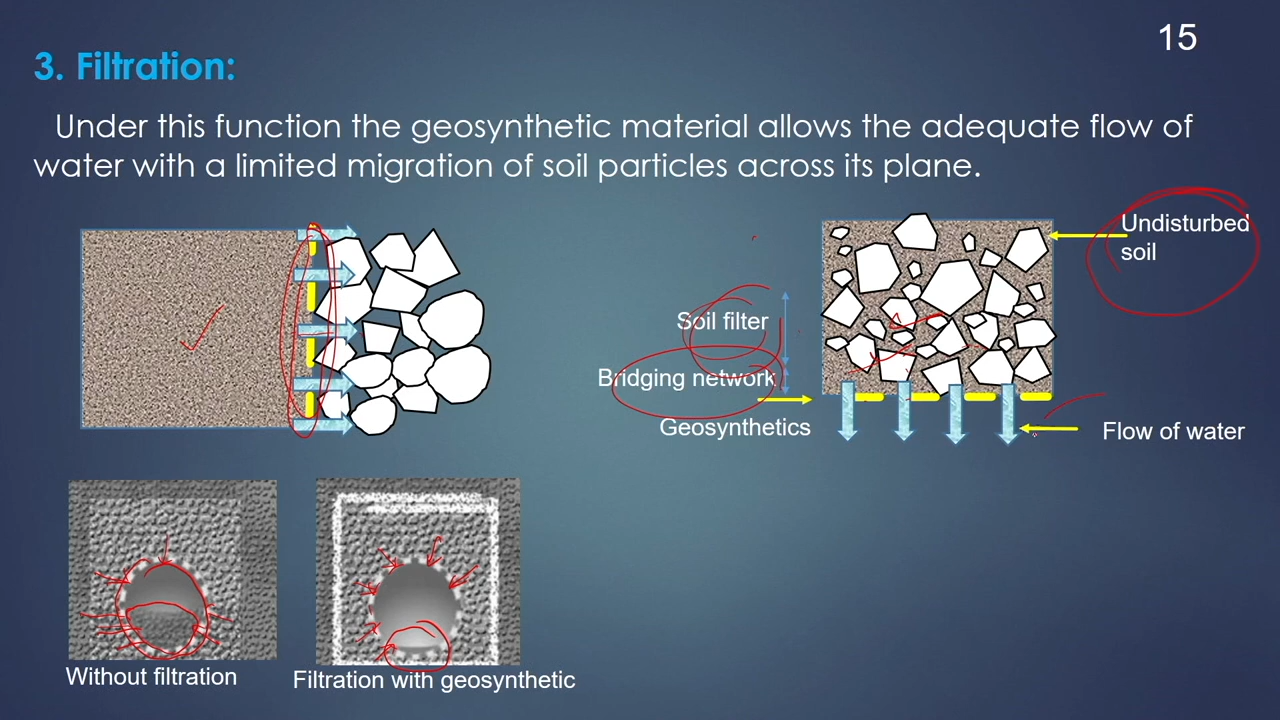 15
3. Filtration:
Under this function the geosynthetic material allows the adequate flow of
water with a limited migration of soil particles across its plane.
Undisturbed
soil
Soil filter
Bridging network
Geosynthetics
Flow of water
Without filtration
Filtration with geosynthetic